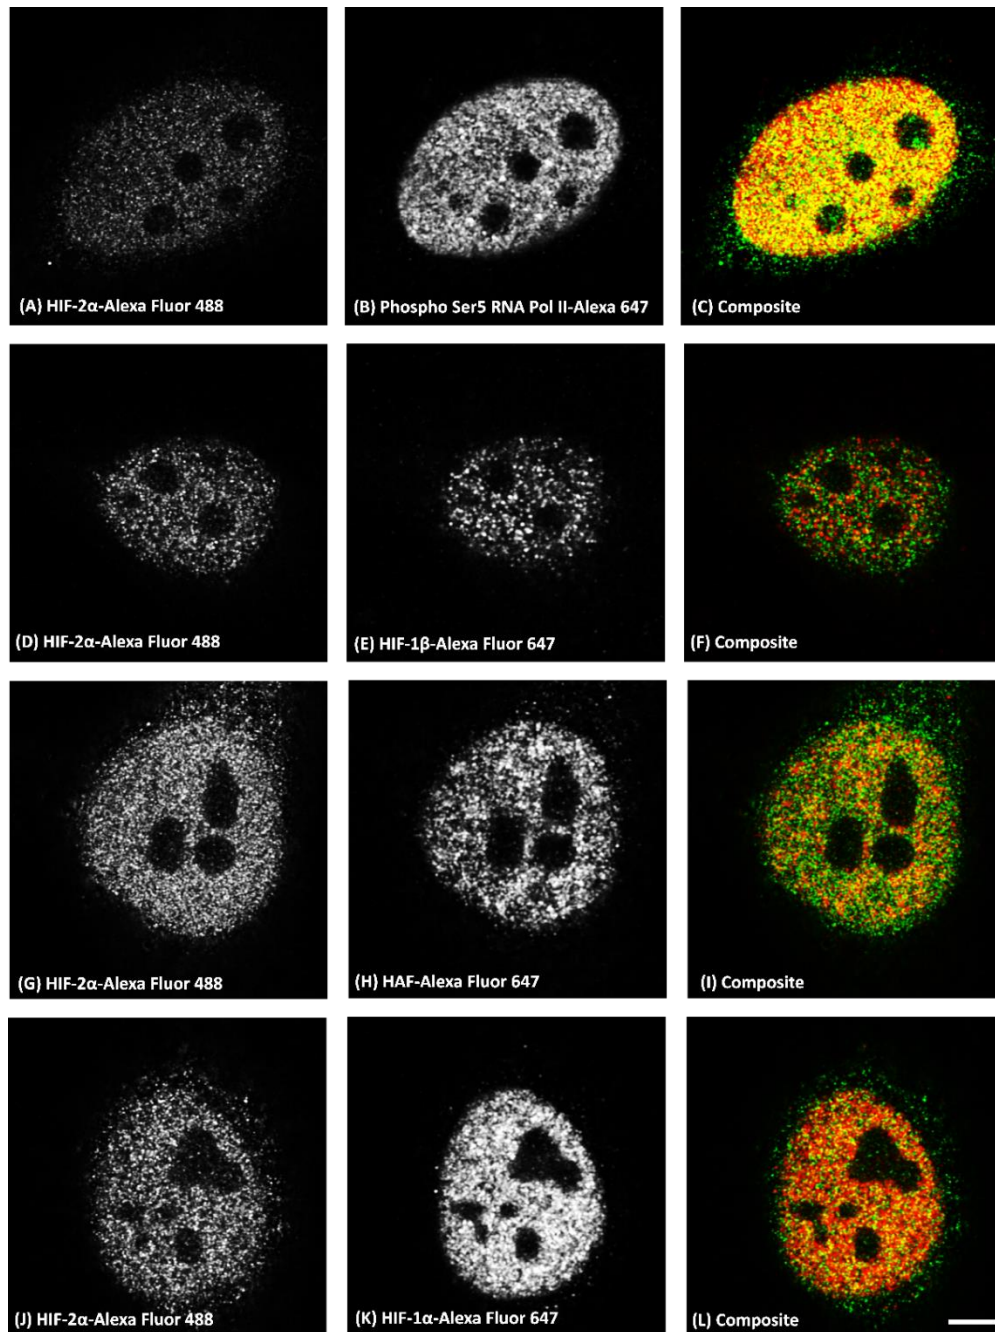 (A) HIF-2α-Alexa Fluor 488
(B) Phospho Ser5 RNA Pol II-Alexa 647
(C) Composite
(D) HIF-2α-Alexa Fluor 488
(E) HIF-1β-Alexa Fluor 647
(F) Composite
(G) HIF-2α-Alexa Fluor 488
(H) HAF-Alexa Fluor 647
(I) Composite
(J) HIF-2α-Alexa Fluor 488
(K) HIF-1α-Alexa Fluor 647
(L) Composite